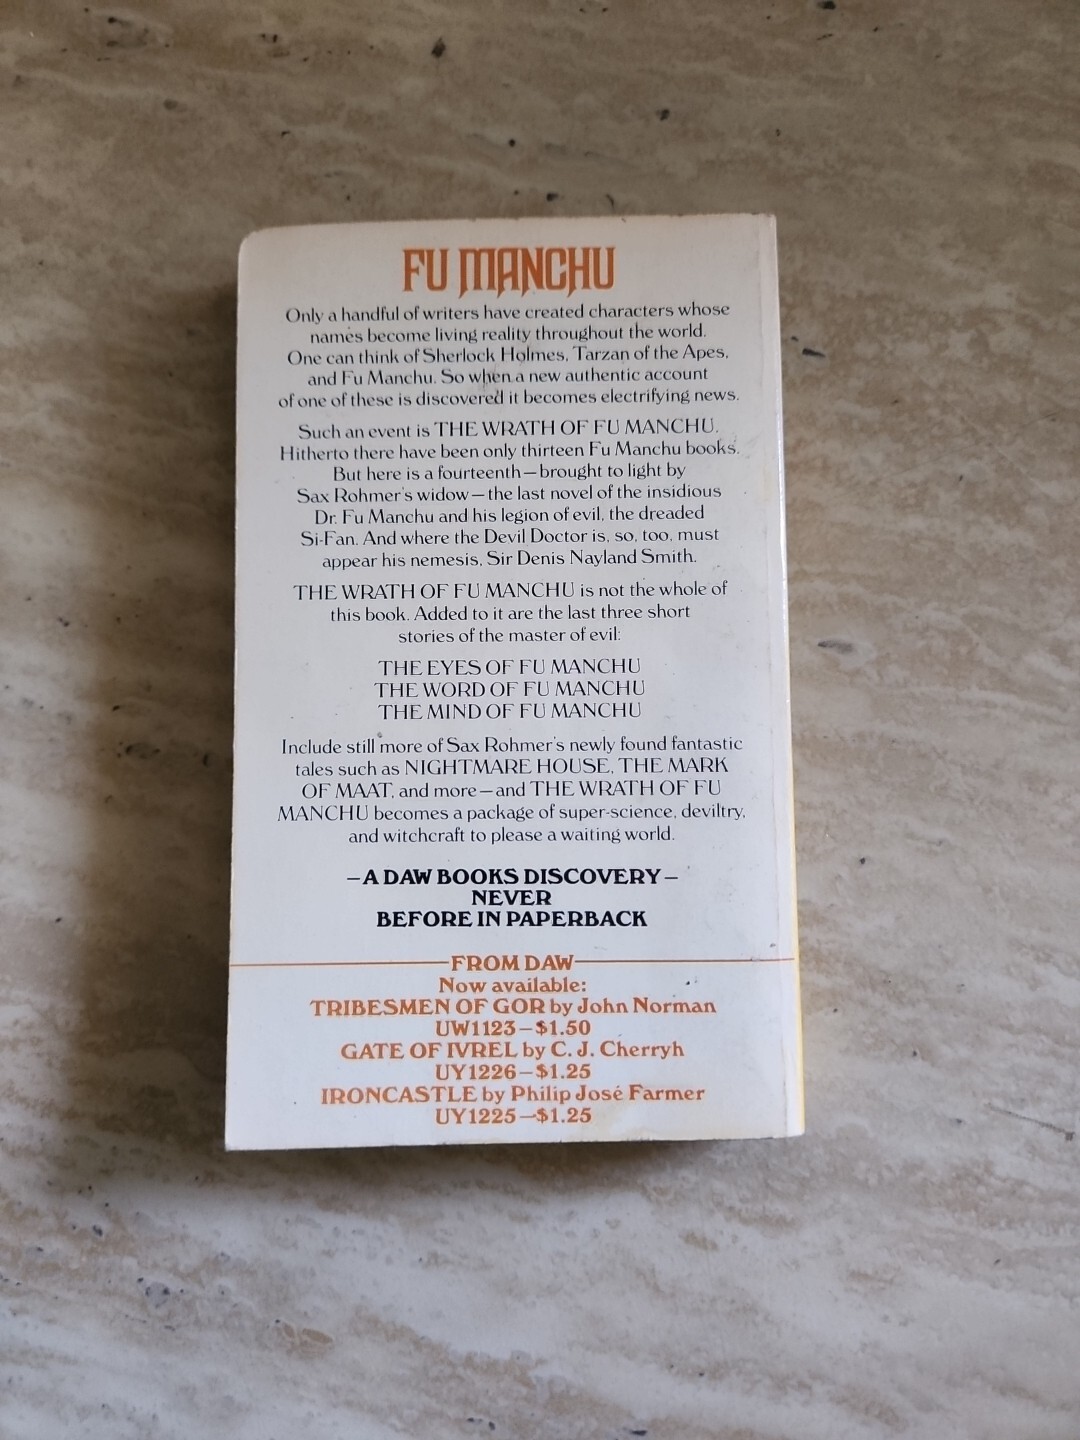 FU MANCHU
Only a handful of writers have created characters whose
names become living reality throughout the world.
One can think of Sherlock Holmes, Tarzan of the Apes,
and Fu Manchu. So when a new authentic account
of one of these is discovered it becomes electrifying news.
Such an event is THE WRATH OF FU MANCHU.
Hitherto there have been only thirteen Fu Manchu books.
But here is a fourteenth—brought to light by
Sax Rohmer's widow—the last novel of the insidious
Dr. Fu Manchu and his legion of evil, the dreaded
Si-Fan. And where the Devil Doctor is, so, too, must
appear his nemesis, Sir Denis Nayland Smith.
THE WRATH OF FU MANCHU is not the whole of
this book. Added to it are the last three short
stories of the master of evil:
THE EYES OF FU MANCHU
THE WORD OF FU MANCHU
THE MIND OF FU MANCHU
Include still more of Sax Rohmer's newly found fantastic
tales such as NIGHTMARE HOUSE, THE MARK
OF MAAT, and more—and THE WRATH OF FU
MANCHU becomes a package of super-science, deviltry,
and witchcraft to please a waiting world.
—A DAW BOOKS DISCOVERY—
NEVER
BEFORE IN PAPERBACK
FROM DAW
Now available:
TRIBESMEN OF GOR by John Norman
UW1123—$1.50
GATE OF IVREL by C. J. Cherryh
UY1226—$1.25
IRONCASTLE by Philip José Farmer
UY1225—$1.25